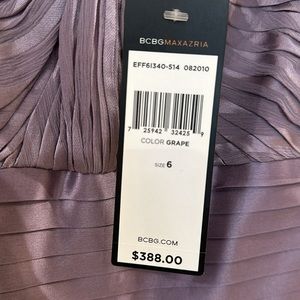 BCBGMAXAZRIA
EFF6I340-514 082010
7 25942 32425 9
COLOR GRAPE
SIZE 6
BCBG.COM
$388.00